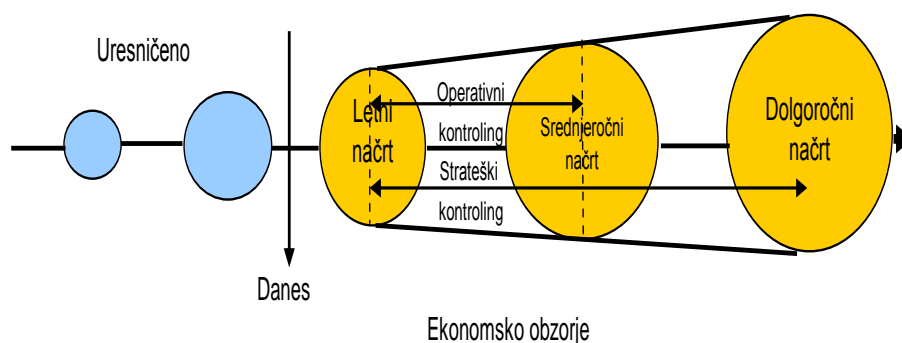 Uresničeno
Operativni
kontroling
Letni
načrt
Srednjeročni
načrt
Strateški
kontroling
Dolgoročni
načrt
Danes
Ekonomsko obzorje